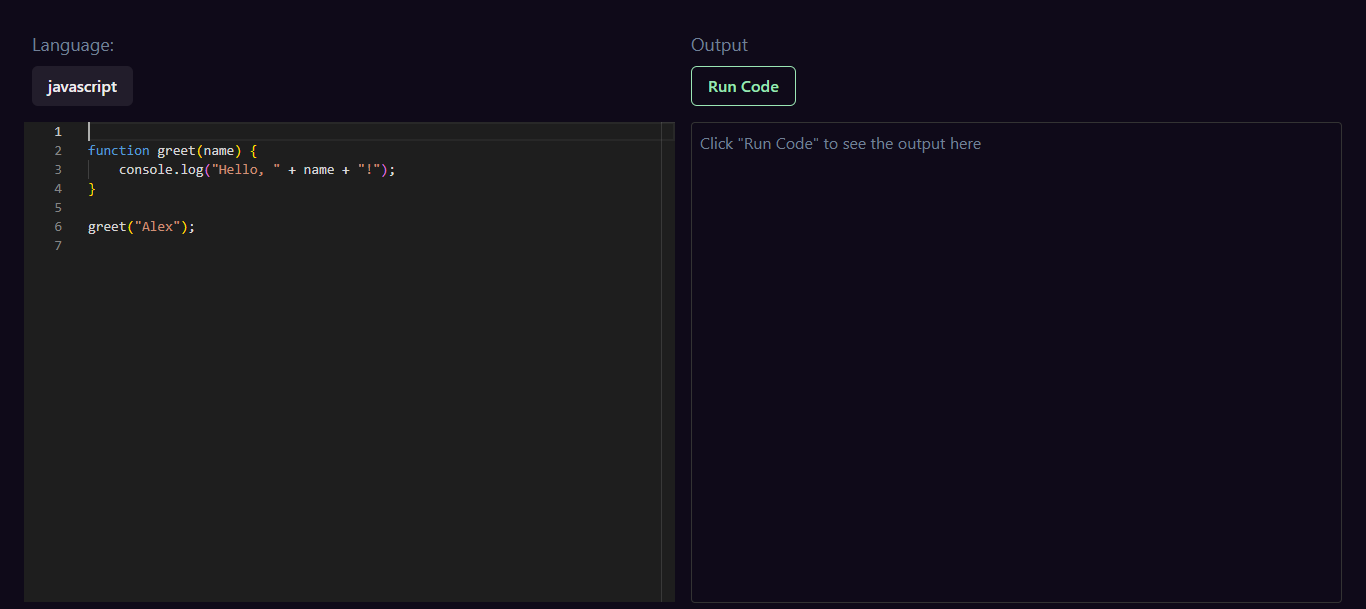 Language:
javascript
1
2 function greet(name) {
3     console.log("Hello, " + name + "!");
4 }
5
6 greet("Alex");
7
Output
Run Code
Click "Run Code" to see the output here